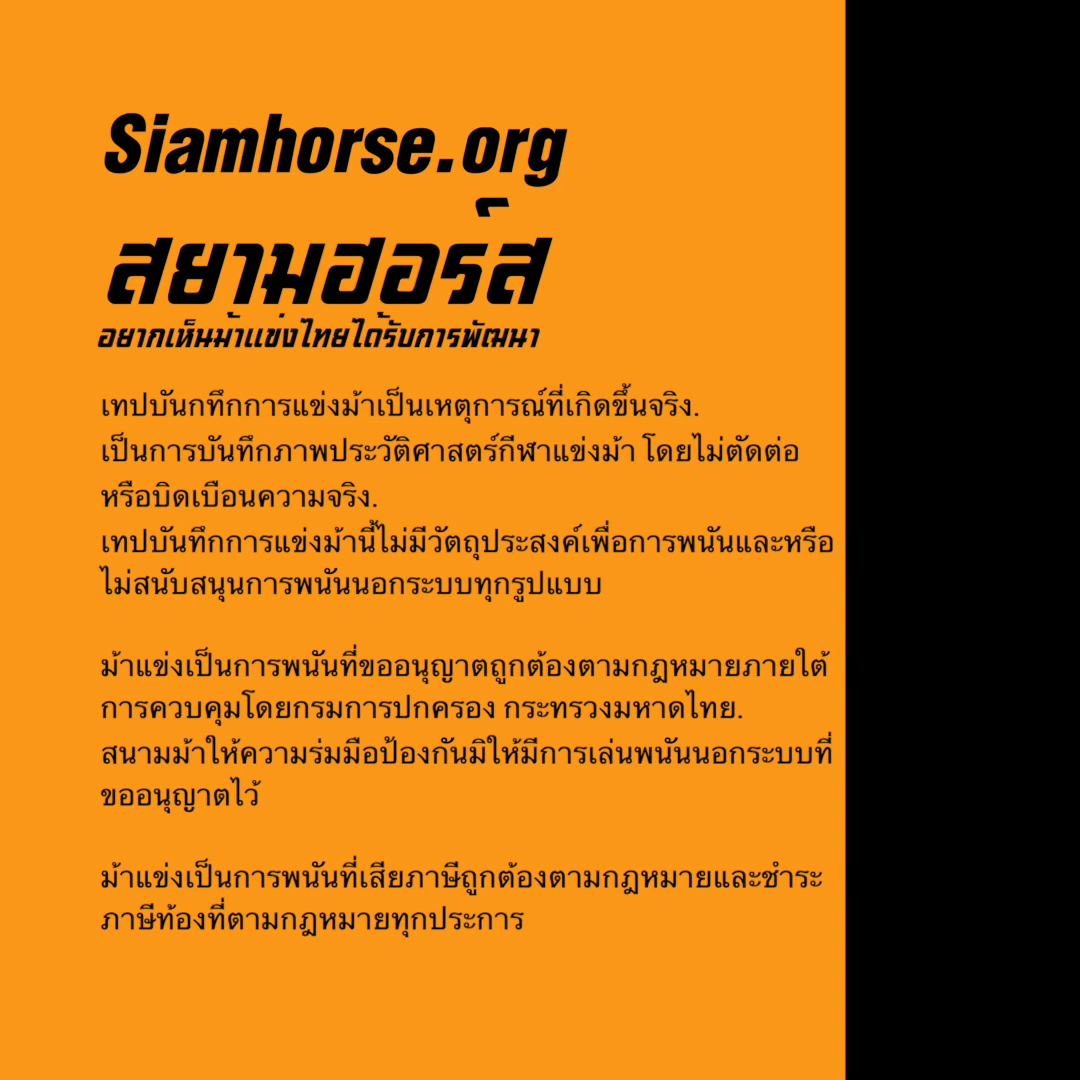 Siamhorse.org
สยามฮอร์ส
อยากเห็นม้าแข่งไทยได้รับการพัฒนา
เทปบันกทึกการแข่งม้าเป็นเหตุการณ์ที่เกิดขึ้นจริง.
เป็นการบันทึกภาพประวัติศาสตร์กีฬาแข่งม้า โดยไม่ตัดต่อ
หรือบิดเบือนความจริง.
เทปบันทึกการแข่งม้านี้ไม่มีวัตถุประสงค์เพื่อการพนันและหรือ
ไม่สนับสนุนการพนันนอกระบบทุกรูปแบบ
ม้าแข่งเป็นการพนันที่ขออนุญาตถูกต้องตามกฎหมายภายใต้
การควบคุมโดยกรมการปกครอง กระทรวงมหาดไทย.
สนามม้าให้ความร่มมือป้องกันมิให้มีการเล่นพนันนอกระบบที่
ขออนุญาตไว้
ม้าแข่งเป็นการพนันที่เสียภาษีถูกต้องตามกฎหมายและชำระ
ภาษีท้องที่ตามกฎหมายทุกประการ